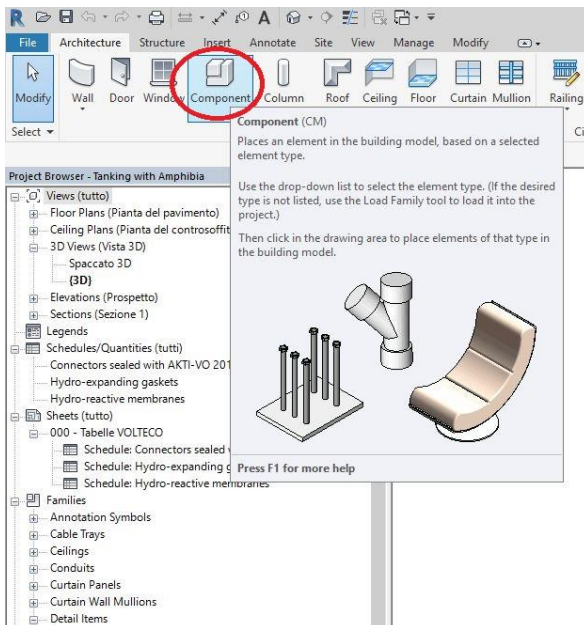 File Architecture Structure Insert Annotate Site View Manage Modify
Modify Wall Door Window Component Column Roof Ceiling Floor Curtain Mullion Railing
Select
Component (CM)
Places an element in the building model, based on a selected
element type.
Use the drop-down list to select the element type. (If the desired
type is not listed, use the Load Family tool to load it into the
project.)
Then click in the drawing area to place elements of that type in
the building model.
Press F1 for more help
Project Browser - Tanking with Amphibia
Views (tutto)
Floor Plans (Pianta del pavimento)
Ceiling Plans (Pianta del controsoffit
3D Views (Vista 3D)
Spaccato 3D
{3D}
Elevations (Prospetto)
Sections (Sezione 1)
Legends
Schedules/Quantities (tutti)
Connectors sealed with AKTI-VO 201
Hydro-expanding gaskets
Hydro-reactive membranes
Sheets (tutto)
000 - Tabelle VOLTECO
Schedule: Connectors sealed
Schedule: Hydro-expanding g
Schedule: Hydro-reactive membranes
Families
Annotation Symbols
Cable Trays
Ceilings
Conduits
Curtain Panels
Curtain Wall Mullions
Detail Items